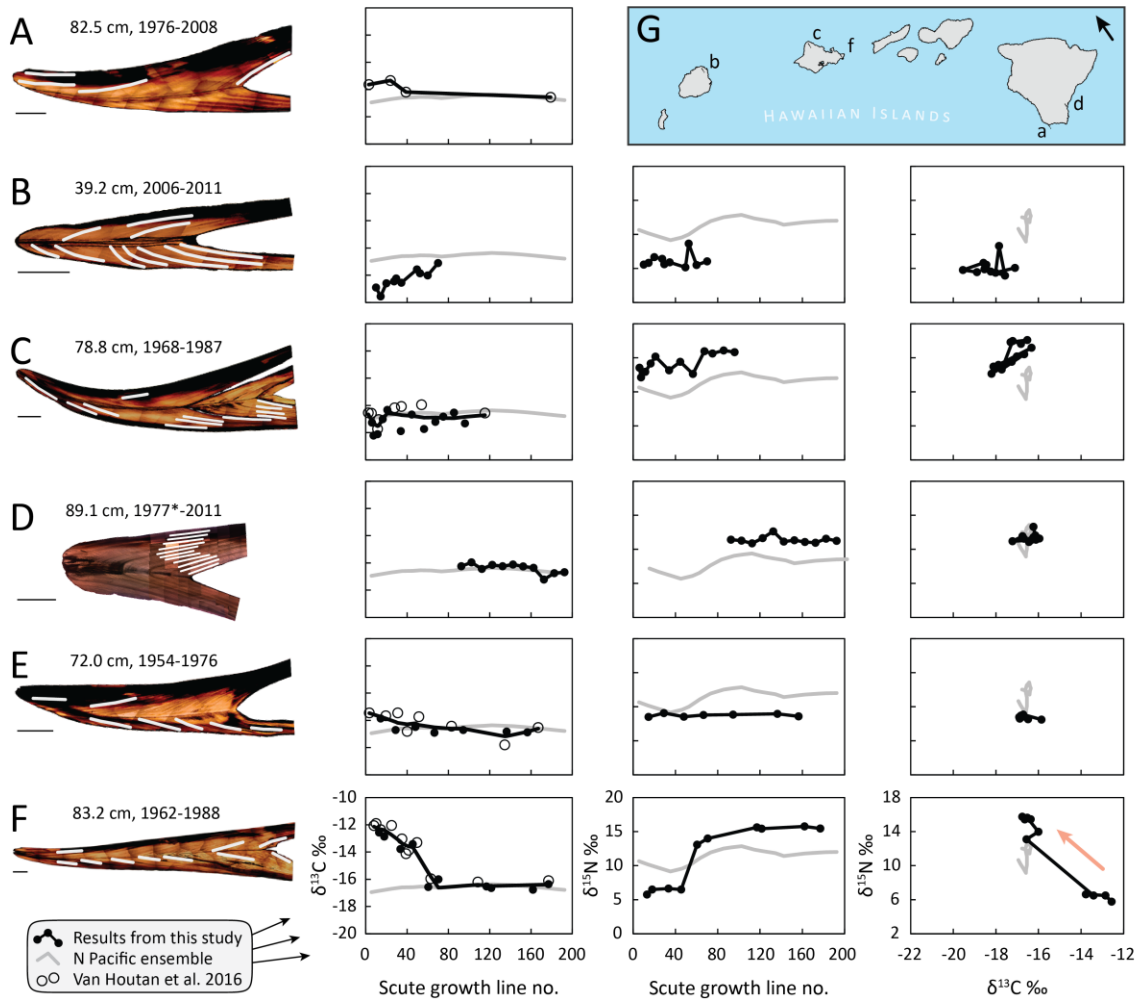 A
82.5 cm, 1976-2008
G
b
c
f
d
a
HAWAIIAN ISLANDS
B
39.2 cm, 2006-2011
C
78.8 cm, 1968-1987
D
89.1 cm, 1977*-2011
E
72.0 cm, 1954-1976
F
83.2 cm, 1962-1988
-10
-12
-14
-16
-18
-20
δ13C ‰
0 40 80 120 160 200
Scute growth line no.
20
15
10
5
0
δ15N ‰
0 40 80 120 160 200
Scute growth line no.
18
14
10
6
2
δ15N ‰
-22 -20 -18 -16 -14 -12
δ13C ‰
Results from this study
N Pacific ensemble
Van Houtan et al. 2016